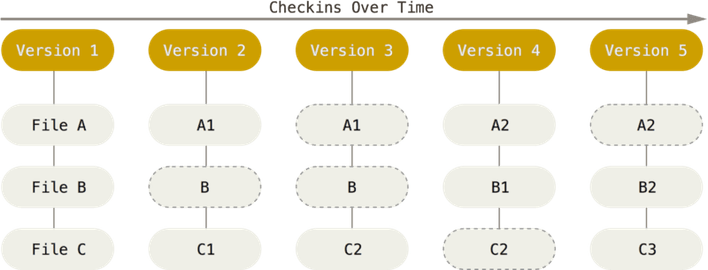 Checkins Over Time
Version 1 Version 2 Version 3 Version 4 Version 5
File A A1 A1 A2 A2
File B B B B1 B2
File C C1 C2 C2 C3